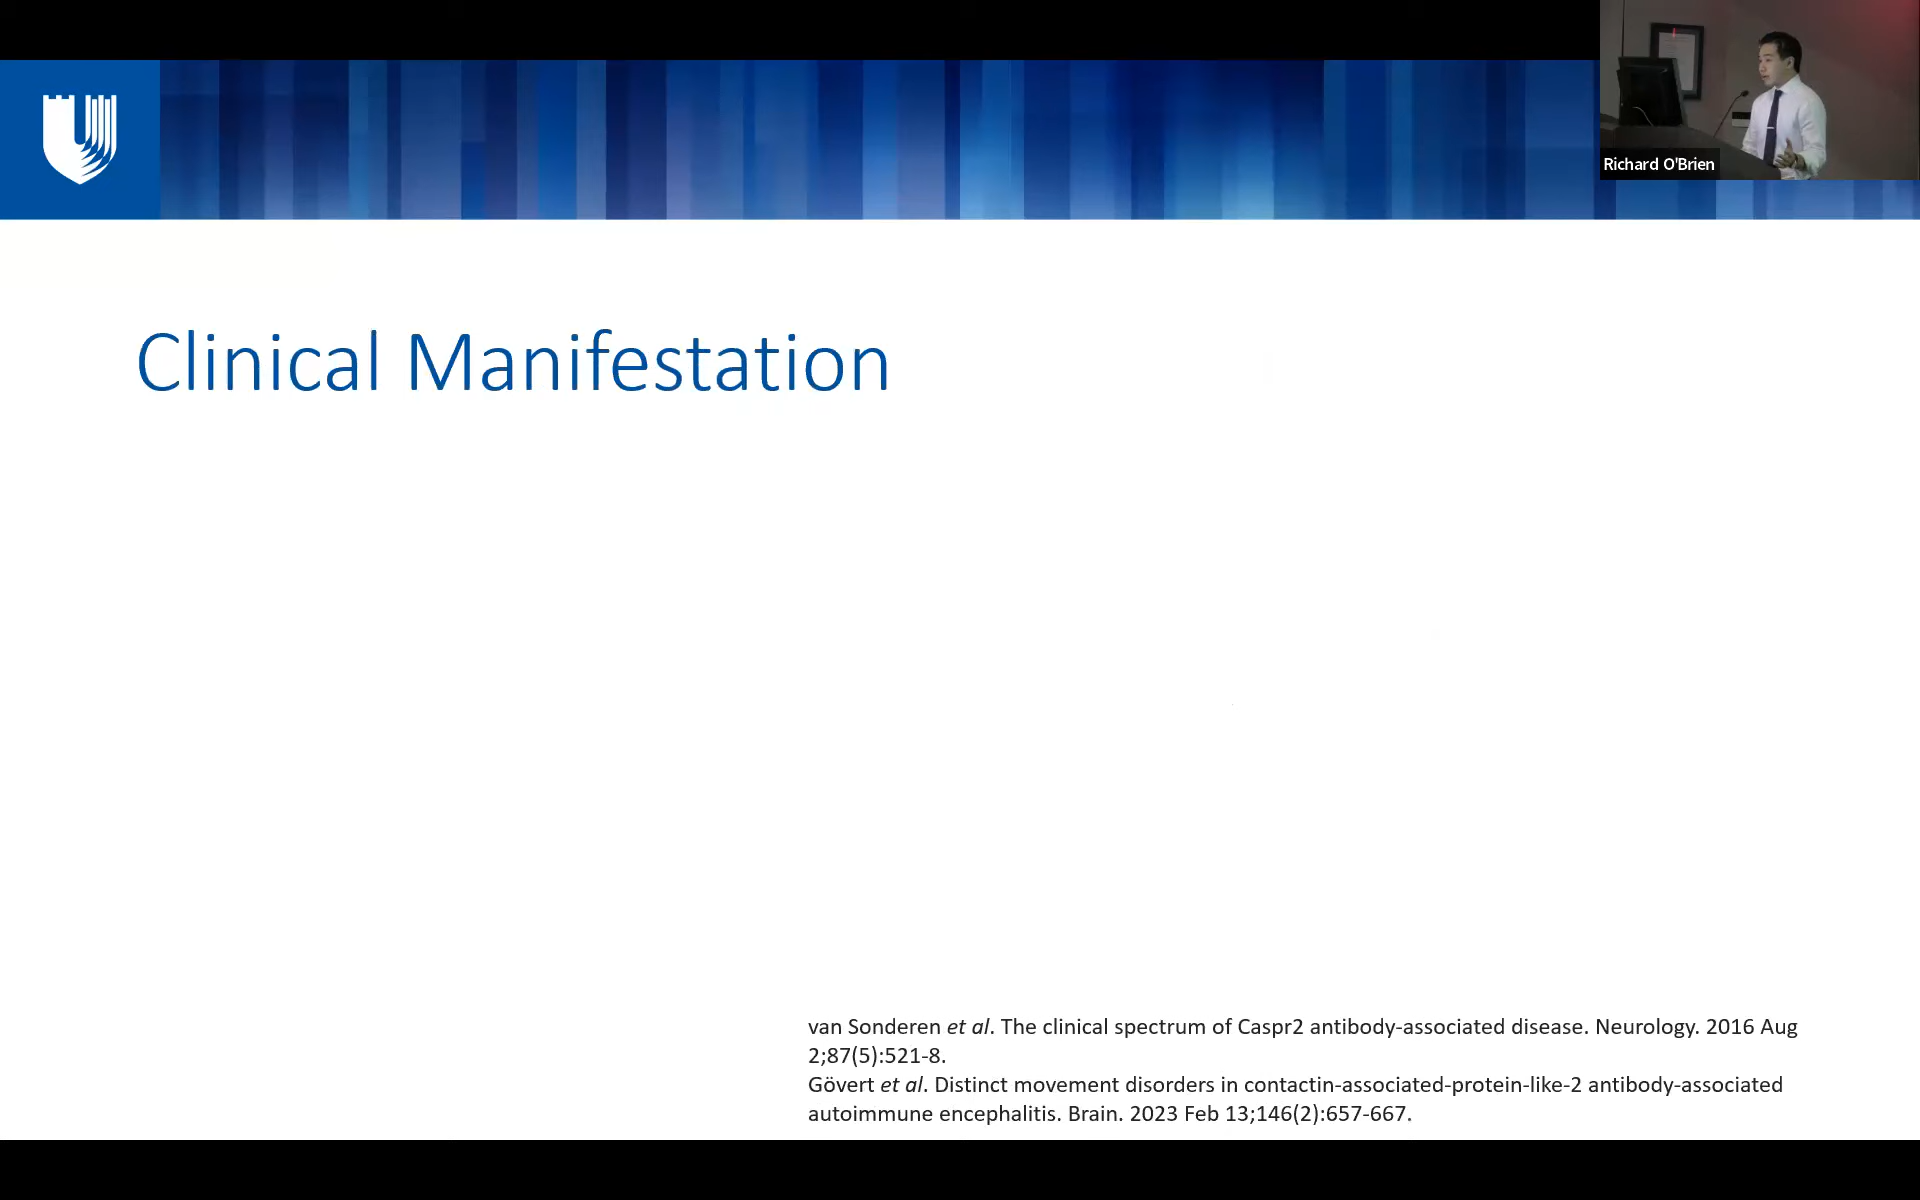 Richard O'Brien
Clinical Manifestation
van Sonderen et al. The clinical spectrum of Caspr2 antibody-associated disease. Neurology. 2016 Aug
2;87(5):521-8.
Gövert et al. Distinct movement disorders in contactin-associated-protein-like-2 antibody-associated
autoimmune encephalitis. Brain. 2023 Feb 13;146(2):657-667.